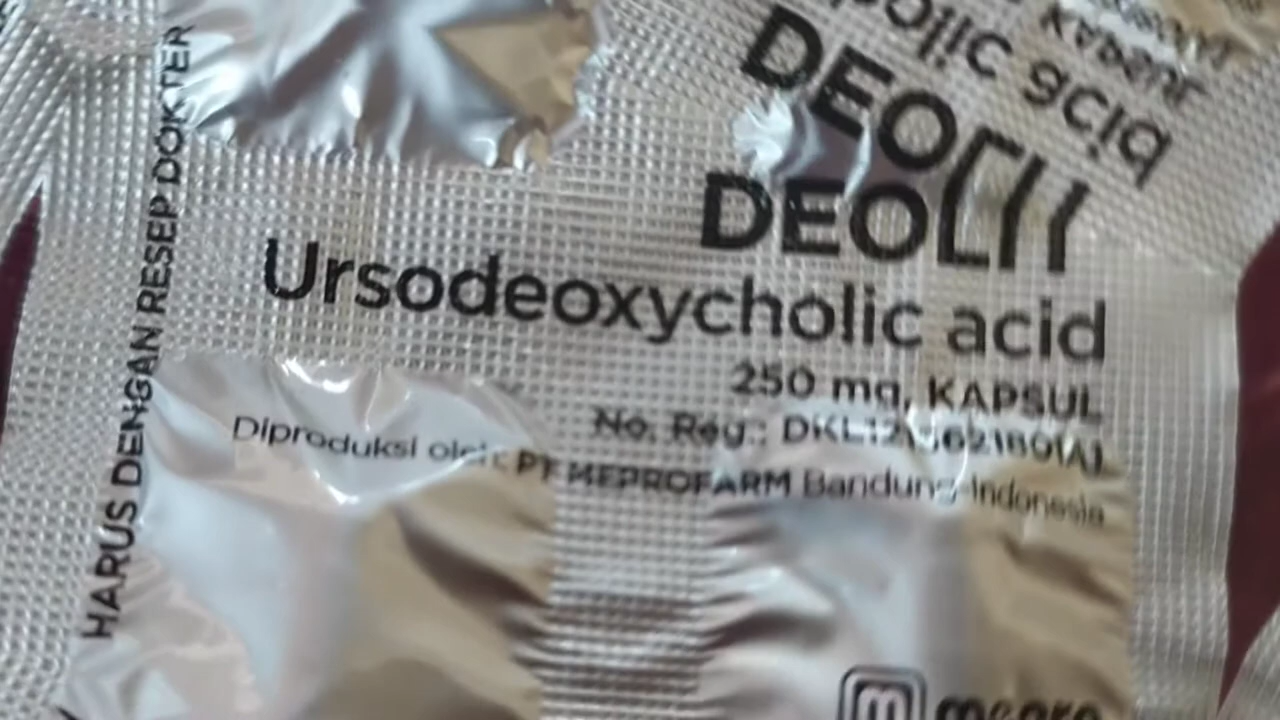 HARUS DENGAN RESEP DOKTER
DEOLIT
DEOLIT
Ursodeoxycholic acid
250 mg, KAPSUL
No. Reg.:
Diproduksi oleh : PT MEPROFARM Bandung-Indonesia
m mepro